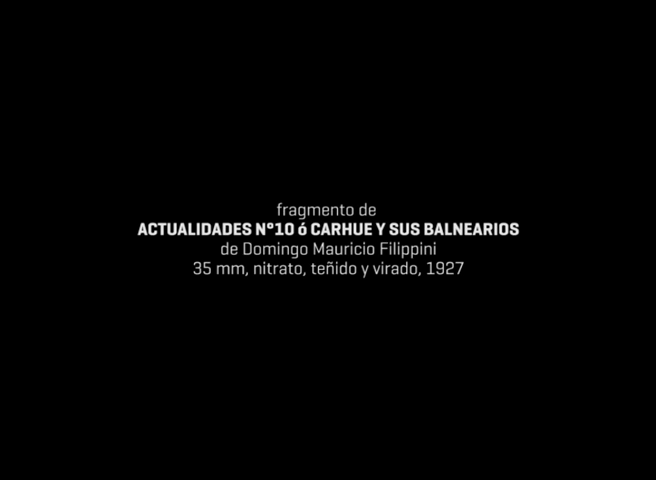 fragmento de
ACTUALIDADES N°10 ó CARHUE Y SUS BALNEARIOS
de Domingo Mauricio Filippini
35 mm, nitrato, teñido y virado, 1927